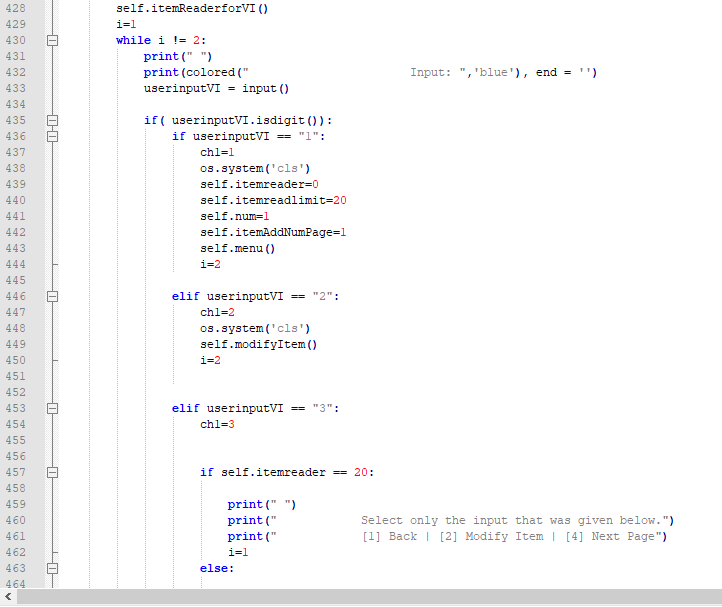 428 self.itemReaderforVI()
429 i=1
430 while i != 2:
431 print(" ")
432 print(colored("                       Input: ",'blue'), end = '')
433 userinputVI = input()
434
435 if( userinputVI.isdigit()):
436 if userinputVI == "1":
437 ch1=1
438 os.system('cls')
439 self.itemreader=0
440 self.itemreadlimit=20
441 self.num=1
442 self.itemAddNumPage=1
443 self.menu()
444 i=2
445
446 elif userinputVI == "2":
447 ch1=2
448 os.system('cls')
449 self.modifyItem()
450 i=2
451
452
453 elif userinputVI == "3":
454 ch1=3
455
456
457 if self.itemreader == 20:
458
459 print(" ")
460 print("            Select only the input that was given below.")
461 print("            [1] Back | [2] Modify Item | [4] Next Page")
462 i=1
463 else:
464